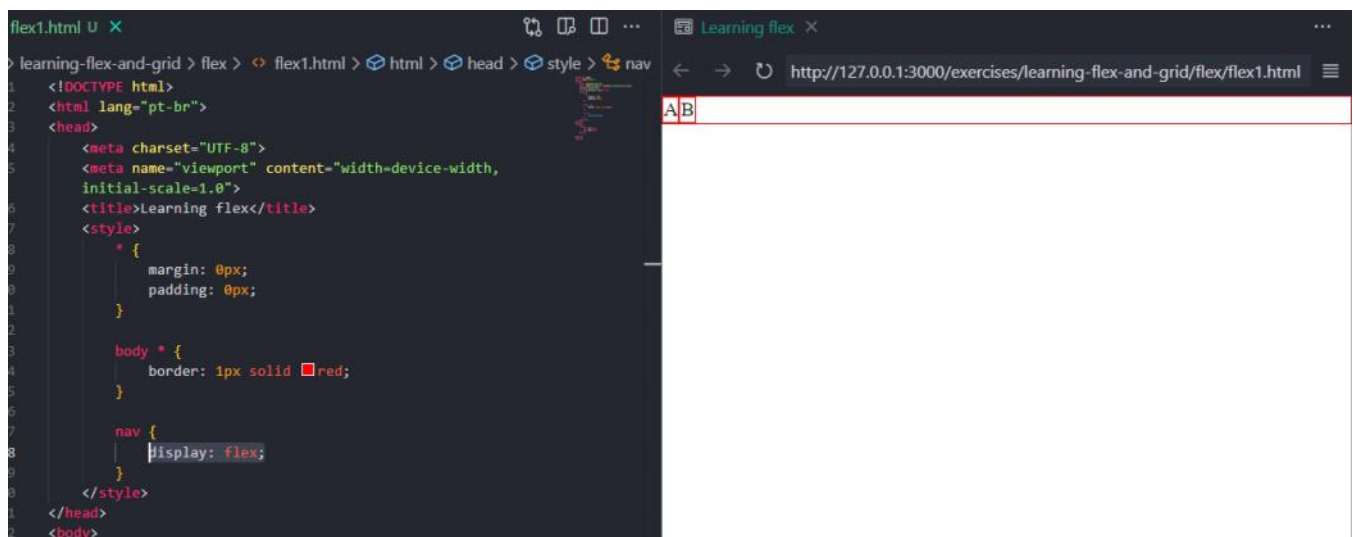 flex1.html U ×
learning-flex-and-grid > flex > <> flex1.html > html > head > style > nav
1 <!DOCTYPE html>
2 <html lang="pt-br">
3 <head>
4 <meta charset="UTF-8">
5 <meta name="viewport" content="width=device-width,
initial-scale=1.0">
6 <title>Learning flex</title>
7 <style>
8 * {
9 margin: 0px;
0 padding: 0px;
1 }
2
3 body * {
4 border: 1px solid red;
5 }
6
7 nav {
8 display: flex;
9 }
0 </style>
1 </head>
2 <body>
Learning flex ×
http://127.0.0.1:3000/exercises/learning-flex-and-grid/flex/flex1.html
A B